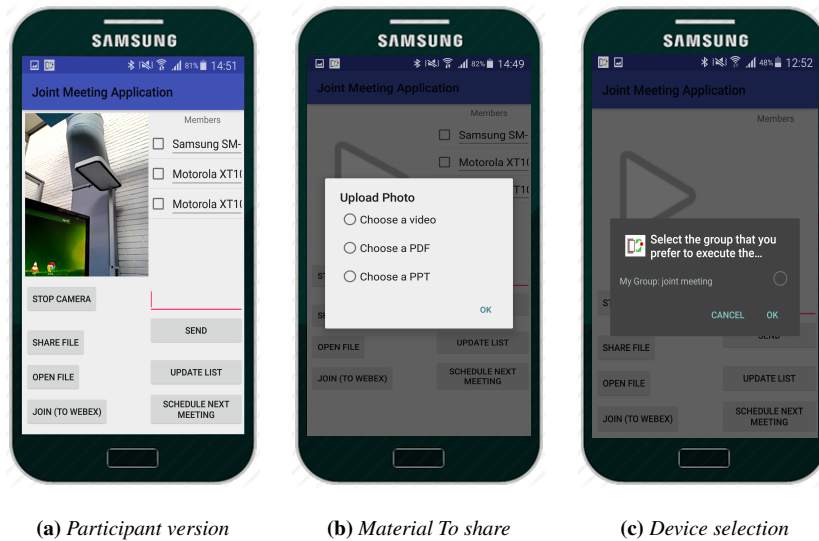 SAMSUNG
81% 14:51
Joint Meeting Application
Members
Samsung SM-
Motorola XT10
Motorola XT10
STOP CAMERA
SEND
SHARE FILE
OPEN FILE
UPDATE LIST
JOIN (TO WEBEX)
SCHEDULE NEXT
MEETING
(a) Participant version
SAMSUNG
82% 14:49
Joint Meeting Application
Members
Samsung SM-
Motorola XT10
Upload Photo
Choose a video
Choose a PDF
Choose a PPT
OK
OPEN FILE
UPDATE LIST
JOIN (TO WEBEX)
SCHEDULE NEXT
MEETING
(b) Material To share
SAMSUNG
48% 12:52
Joint Meeting Application
Members
Select the group that you
prefer to execute the...
My Group: joint meeting
CANCEL OK
SEND
SHARE FILE
OPEN FILE
UPDATE LIST
JOIN (TO WEBEX)
SCHEDULE NEXT
MEETING
(c) Device selection